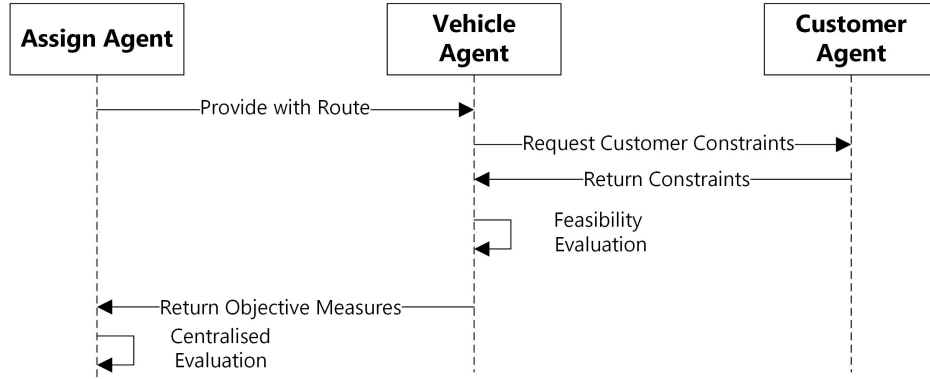 Assign Agent
Vehicle
Agent
Customer
Agent
Provide with Route
Request Customer Constraints
Return Constraints
Feasibility
Evaluation
Return Objective Measures
Centralised
Evaluation